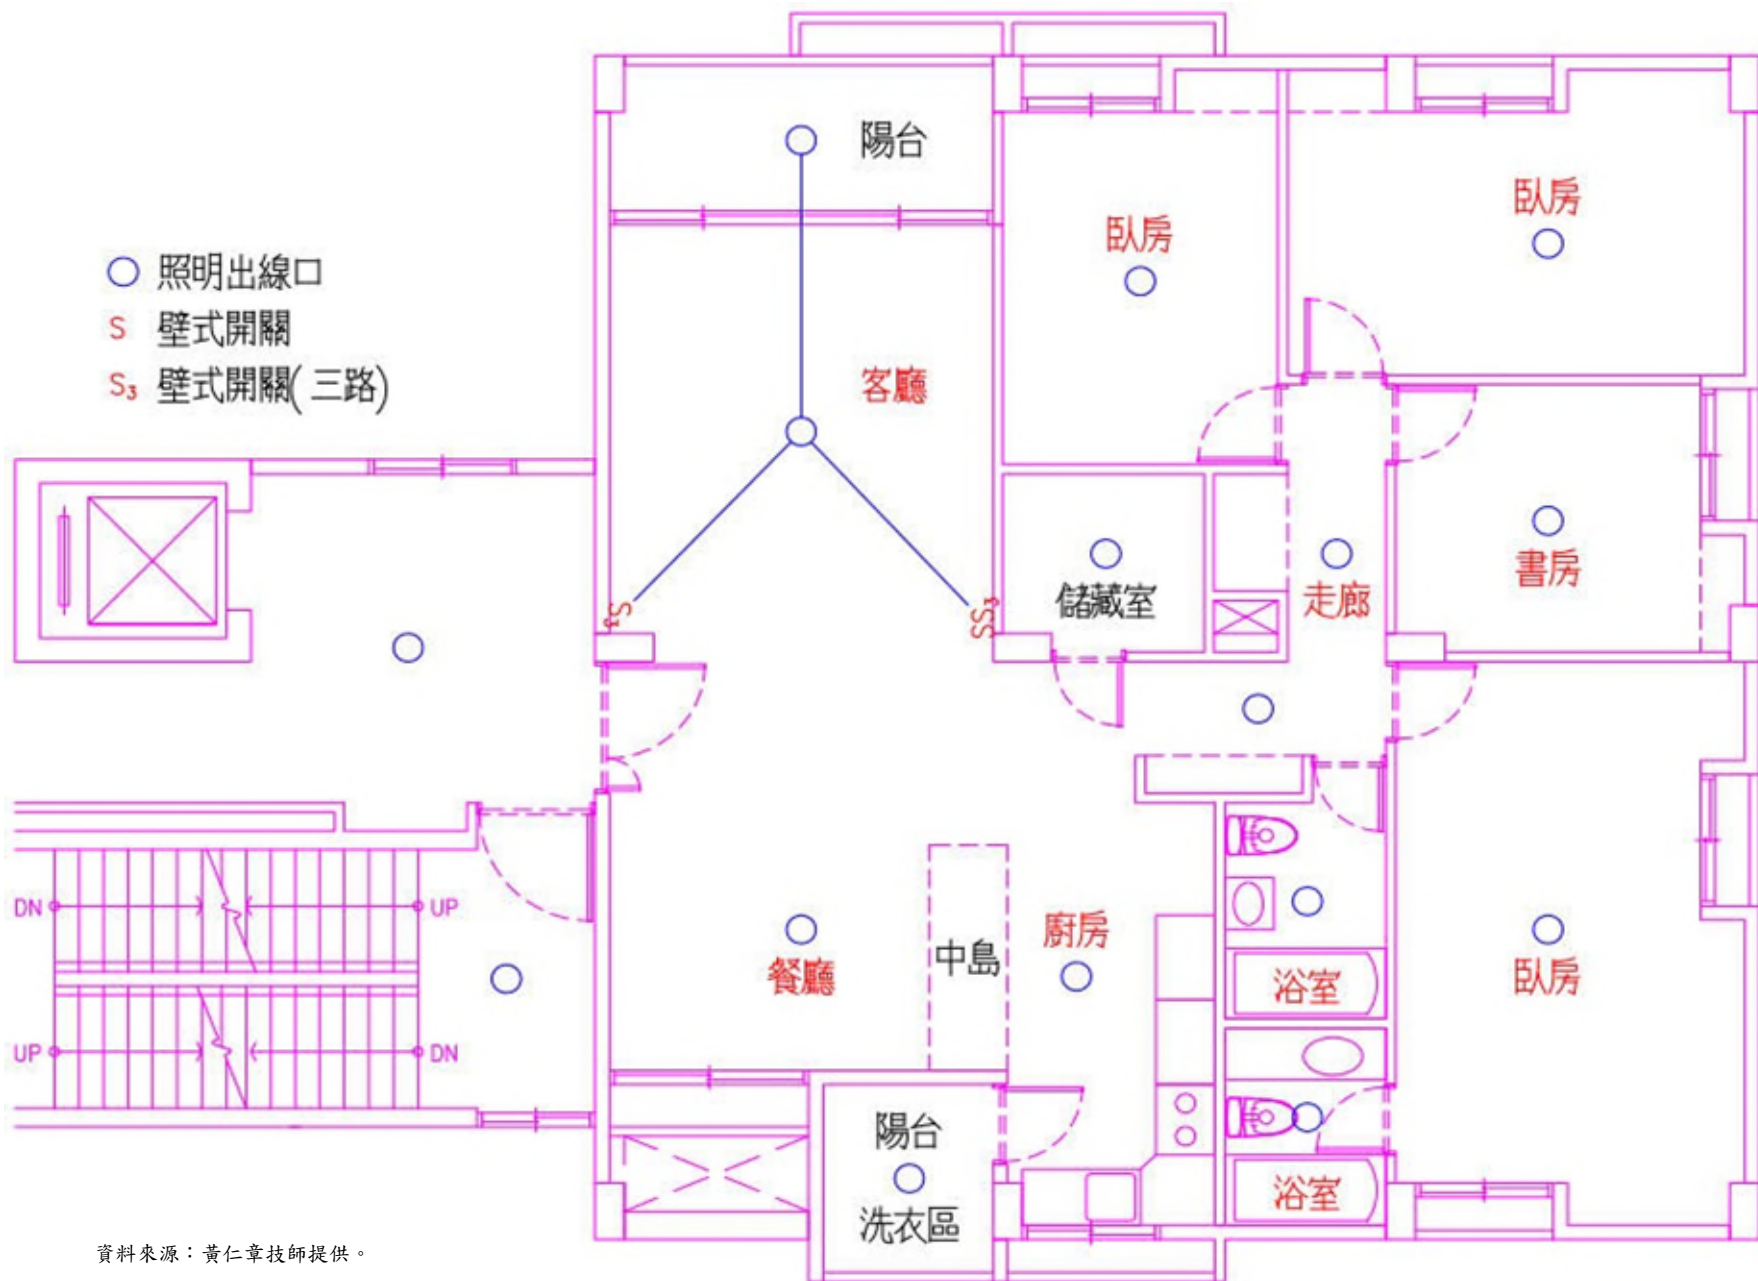 陽台
臥房
臥房
照明出線口
S 壁式開關
S₃ 壁式開關(三路)
客廳
書房
儲藏室
走廊
S₃
SS₃
DN
UP
廚房
中島
餐廳
浴室
臥房
UP
DN
陽台
洗衣區
浴室
資料來源：黃仁章技師提供。